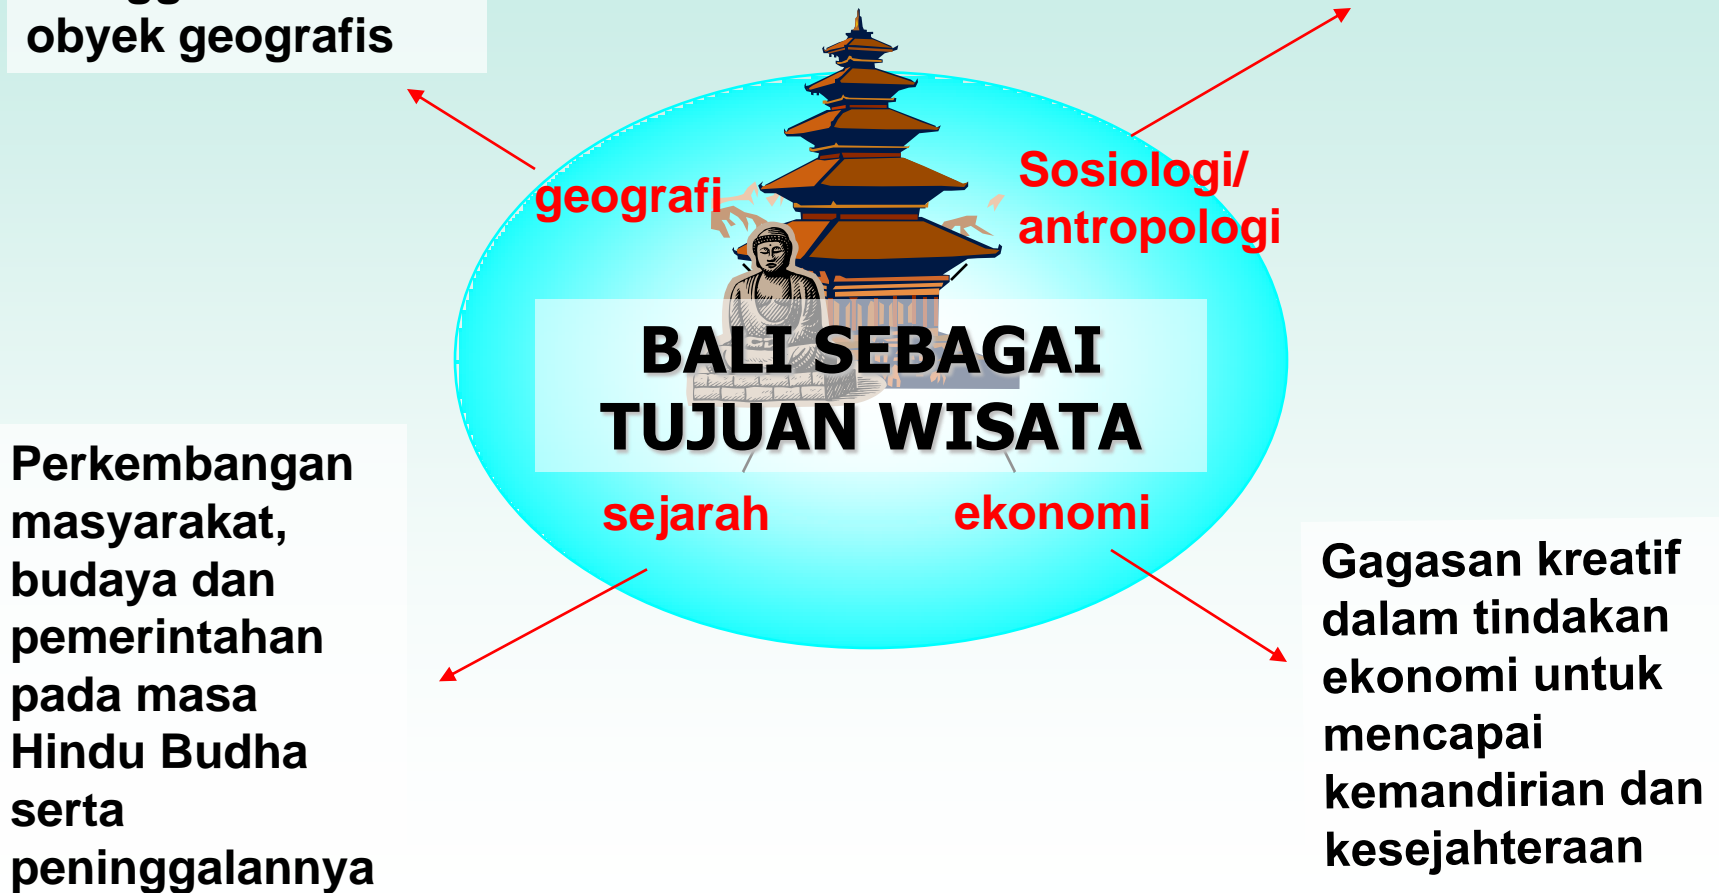 obyek geografis
geografi
Sosiologi/
antropologi
BALI SEBAGAI
TUJUAN WISATA
sejarah
ekonomi
Perkembangan
masyarakat,
budaya dan
pemerintahan
pada masa
Hindu Budha
serta
peninggalannya
Gagasan kreatif
dalam tindakan
ekonomi untuk
mencapai
kemandirian dan
kesejahteraan